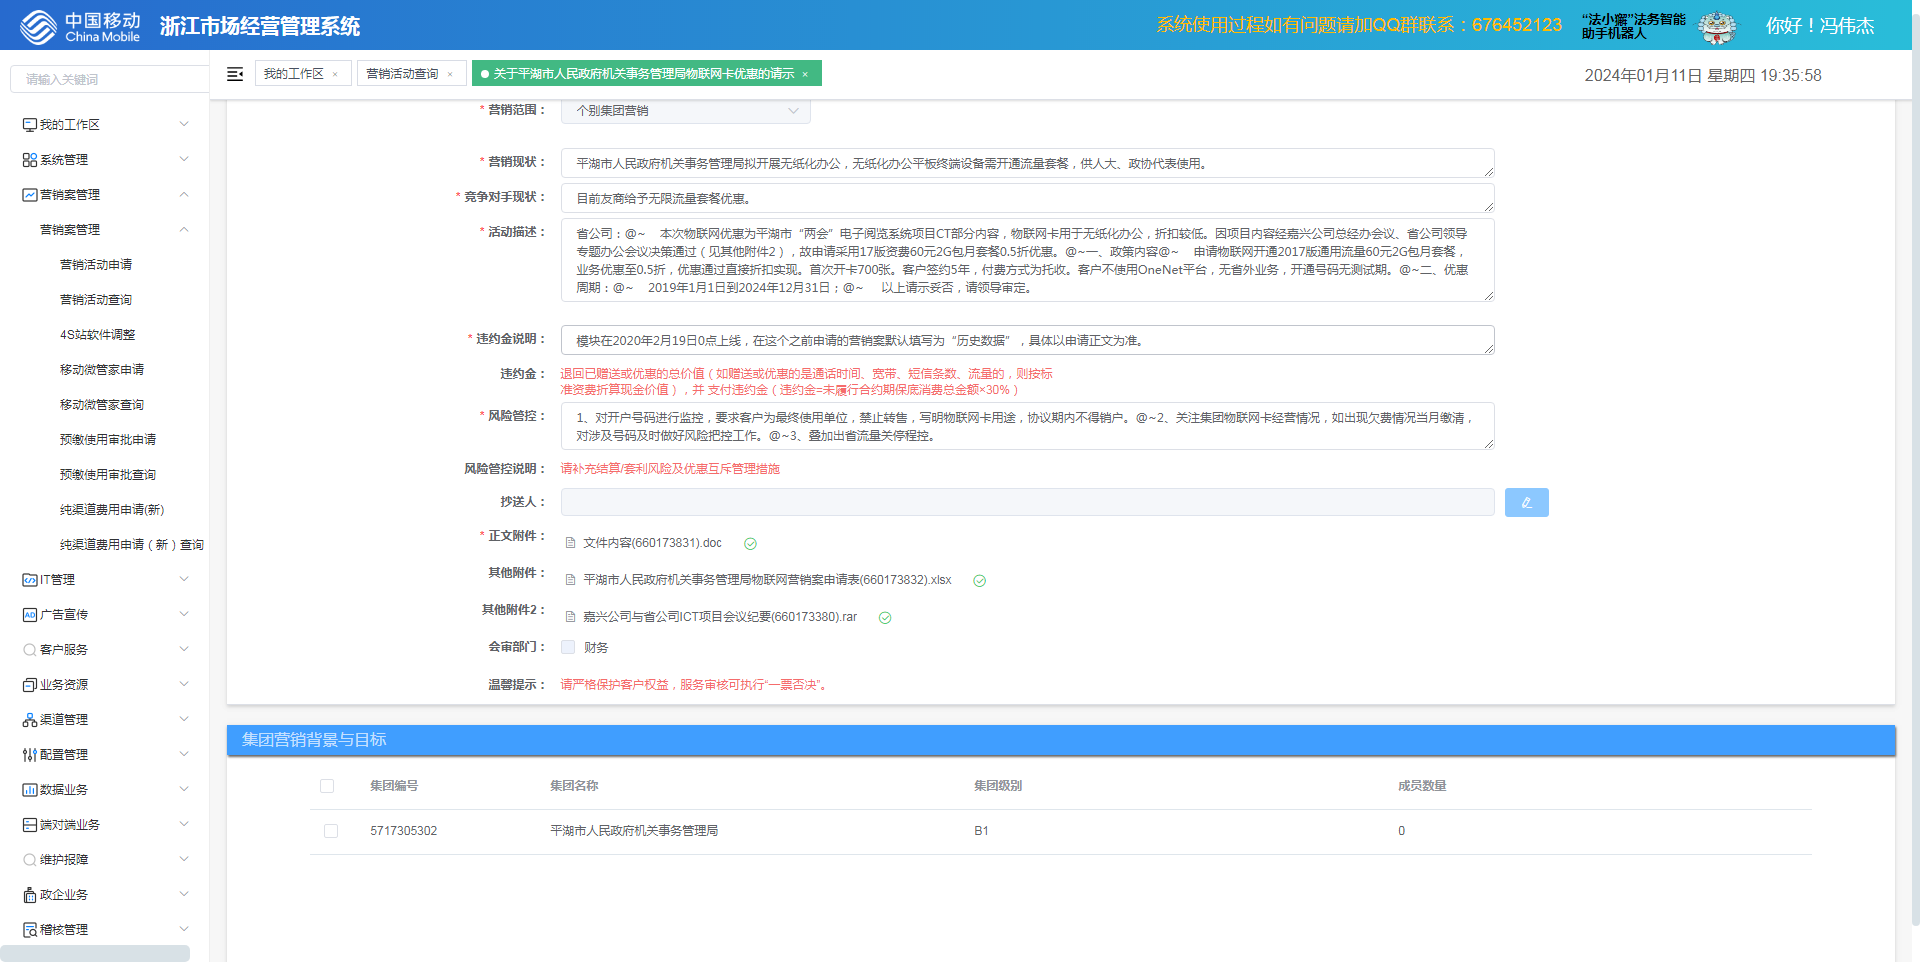 中国移动
China Mobile
浙江市场经营管理系统
系统使用过程如有问题请加QQ群联系：676452123
“法小獬”法务智能
助手机器人
你好！冯伟杰
请输入关键词
我的工作区 ×
营销活动查询 ×
关于平湖市人民政府机关事务管理局物联网卡优惠的请示 ×
2024年01月11日 星期四 19:35:58
我的工作区
系统管理
营销案管理
营销案管理
营销活动申请
营销活动查询
4S站软件调整
移动微管家申请
移动微管家查询
预缴使用审批申请
预缴使用审批查询
纯渠道费用申请(新)
纯渠道费用申请（新）查询
IT管理
广告宣传
客户服务
业务资源
渠道管理
配置管理
数据业务
端对端业务
维护报障
政企业务
稽核管理
* 营销范围： 个别集团营销
* 营销现状： 平湖市人民政府机关事务管理局拟开展无纸化办公，无纸化办公平板终端设备需开通流量套餐，供人大、政协代表使用。
* 竞争对手现状： 目前友商给予无限流量套餐优惠。
* 活动描述： 省公司：@~　本次物联网优惠为平湖市“两会”电子阅览系统项目CT部分内容，物联网卡用于无纸化办公，折扣较低。因项目内容经嘉兴公司总经办会议、省公司领导
专题办公会议决策通过（见其他附件2），故申请采用17版资费60元2G包月套餐0.5折优惠。@~一、政策内容@~　申请物联网开通2017版通用流量60元2G包月套餐，
业务优惠至0.5折，优惠通过直接折扣实现。首次开卡700张。客户签约5年，付费方式为托收。客户不使用OneNet平台，无省外业务，开通号码无测试期。@~二、优惠
周期：@~　2019年1月1日到2024年12月31日；@~　 以上请示妥否，请领导审定。
* 违约金说明： 模块在2020年2月19日0点上线，在这个之前申请的营销案默认填写为“历史数据”，具体以申请正文为准。
违约金： 退回已赠送或优惠的总价值（如赠送或优惠的是通话时间、宽带、短信条数、流量的，则按标
准资费折算现金价值），并 支付违约金（违约金=未履行合约期保底消费总金额×30%）
* 风险管控： 1、对开户号码进行监控，要求客户为最终使用单位，禁止转售，写明物联网卡用途，协议期内不得销户。@~2、关注集团物联网卡经营情况，如出现欠费情况当月缴清，
对涉及号码及时做好风险把控工作。@~3、叠加出省流量关停程控。
风险管控说明： 请补充结算/套利风险及优惠互斥管理措施
抄送人：
* 正文附件： 文件内容(660173831).doc
其他附件： 平湖市人民政府机关事务管理局物联网营销案申请表(660173832).xlsx
其他附件2： 嘉兴公司与省公司ICT项目会议纪要(660173380).rar
会审部门： 财务
温馨提示： 请严格保护客户权益，服务审核可执行“一票否决”。
集团营销背景与目标
集团编号 集团名称 集团级别 成员数量
5717305302 平湖市人民政府机关事务管理局 B1 0